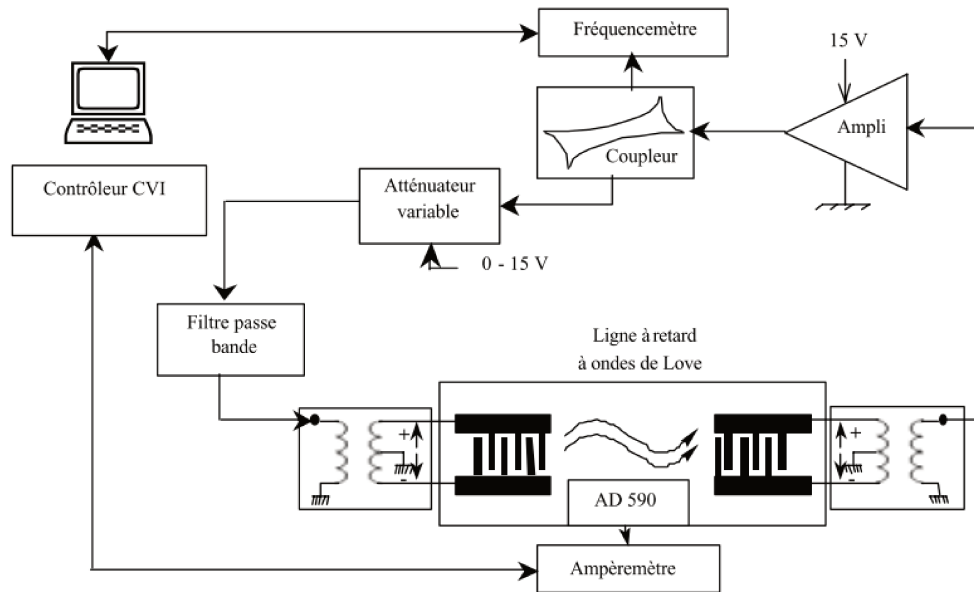 Fréquencemètre
15 V
Ampli
Coupleur
Contrôleur CVI
Atténuateur
variable
0 - 15 V
Filtre passe
bande
Ligne à retard
à ondes de Love
+
-
+
-
AD 590
Ampèremètre